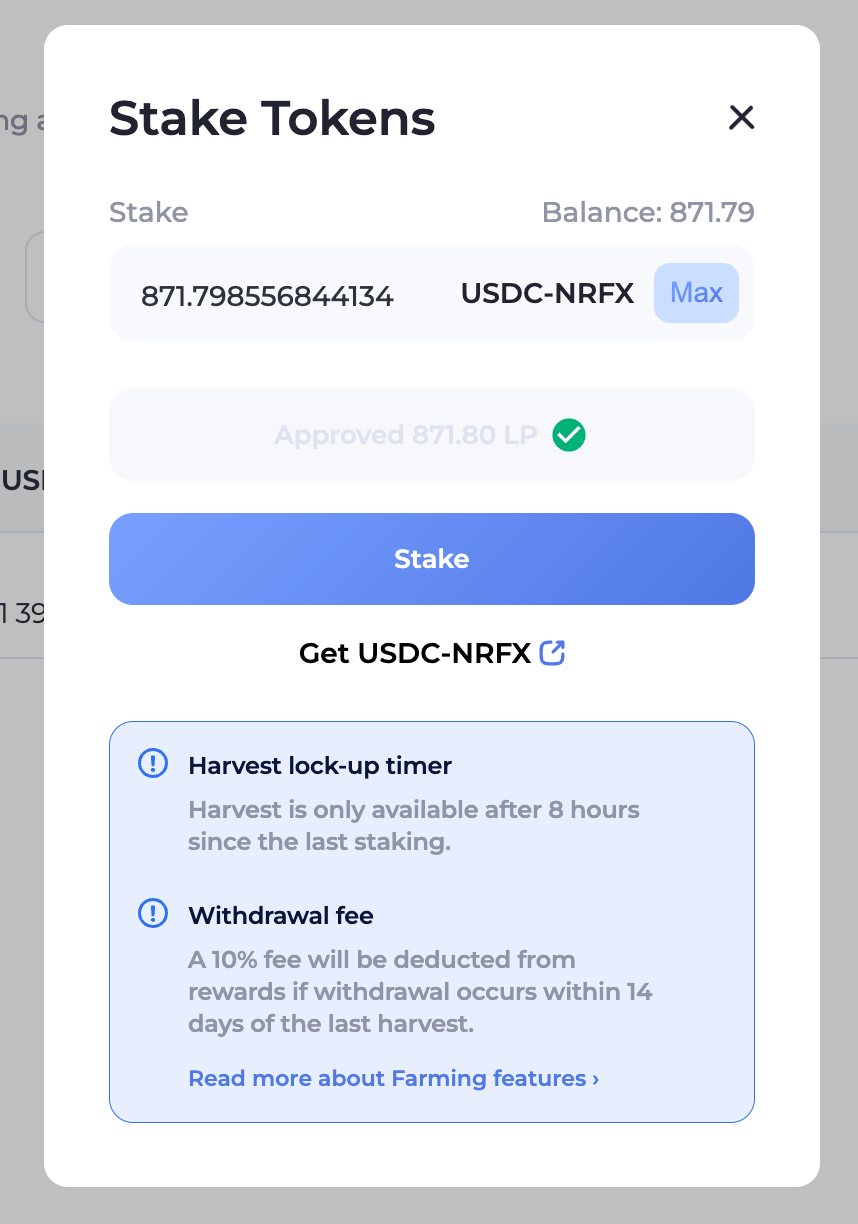 Stake Tokens
ng a
Stake
Balance: 871.79
871.798556844134
USDC-NRFX
Max
Approved 871.80 LP
USI
Stake
1 39
Get USDC-NRFX
Harvest lock-up timer
Harvest is only available after 8 hours
since the last staking.
Withdrawal fee
A 10% fee will be deducted from
rewards if withdrawal occurs within 14
days of the last harvest.
Read more about Farming features ›